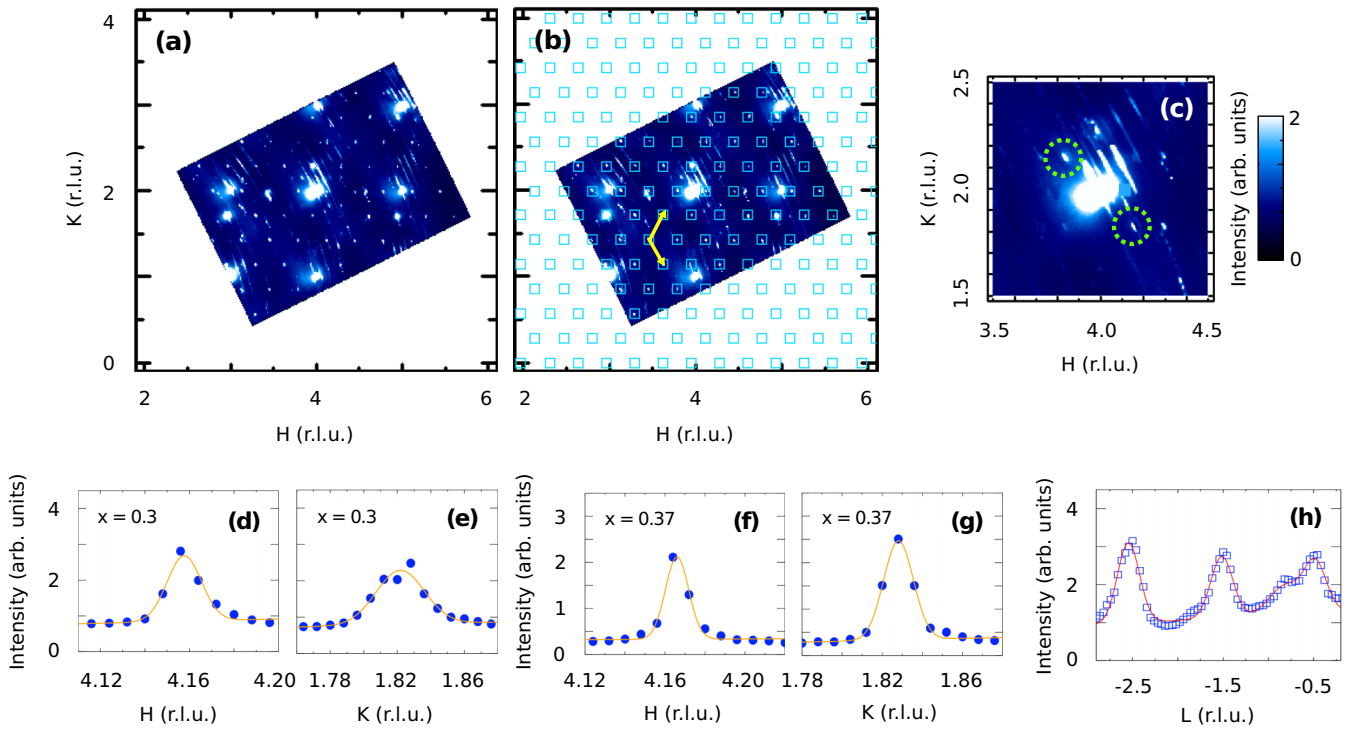 (a)
4
2
0
K (r.l.u.)
2
4
6
H (r.l.u.)
(b)
2
4
6
H (r.l.u.)
(c)
2.5
2.0
1.5
K (r.l.u.)
3.5
4.0
4.5
H (r.l.u.)
Intensity (arb. units)
2
0
Intensity (arb. units)
4
2
0
x = 0.3
(d)
4.12
4.16
4.20
H (r.l.u.)
x = 0.3
(e)
1.78
1.82
1.86
K (r.l.u.)
Intensity (arb. units)
3
2
1
0
x = 0.37
(f)
4.12
4.16
4.20
H (r.l.u.)
x = 0.37
(g)
1.78
1.82
1.86
K (r.l.u.)
Intensity (arb. units)
4
2
0
(h)
-2.5
-1.5
-0.5
L (r.l.u.)